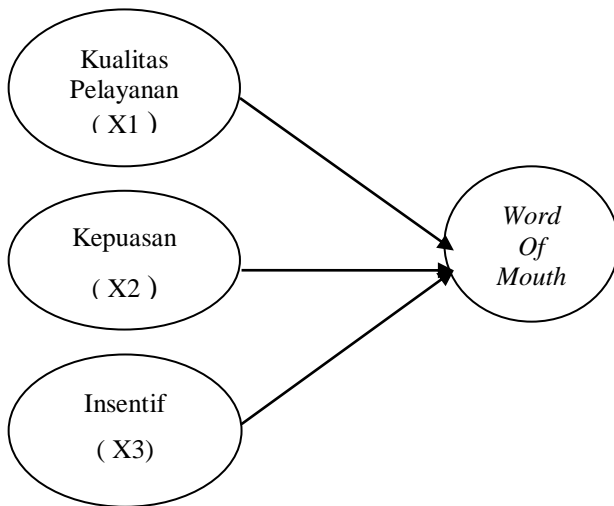 Kualitas
Pelayanan
( X1 )
Kepuasan
( X2 )
Insentif
( X3)
Word
Of
Mouth